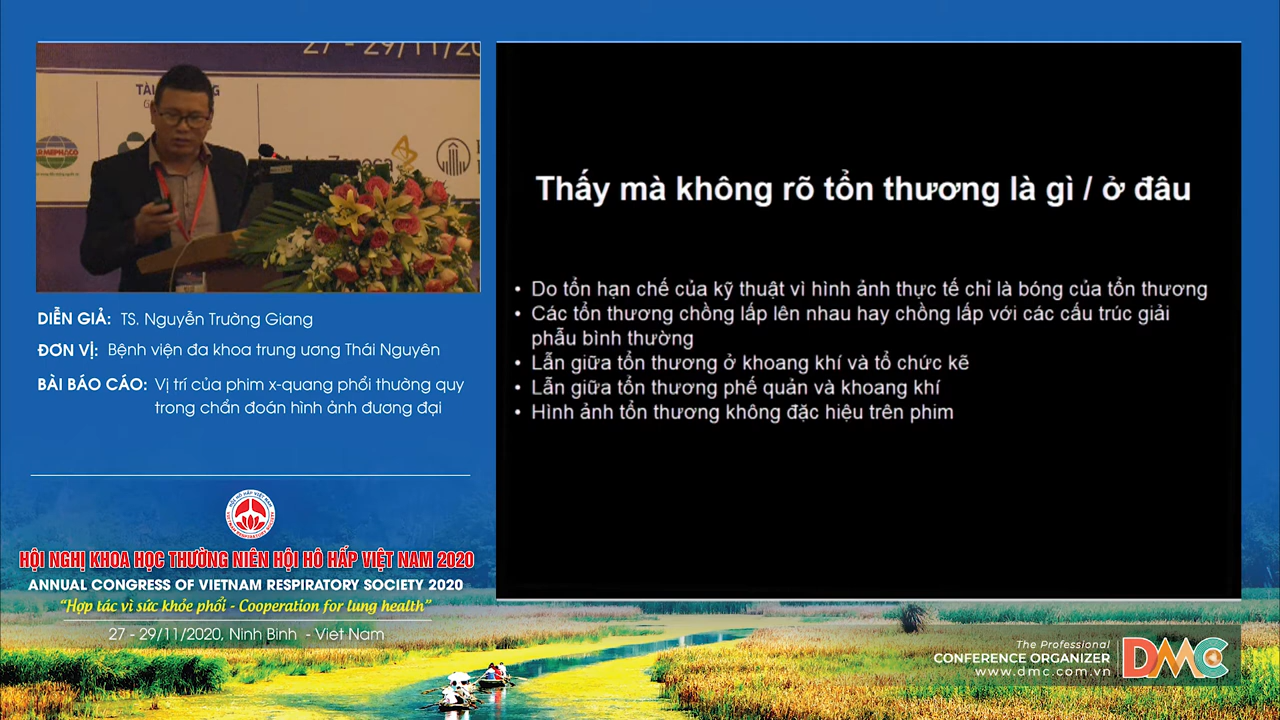 27 - 29/11/2020
TÀI
Thấy mà không rõ tổn thương là gì / ở đâu
• Do tổn hạn chế của kỹ thuật vì hình ảnh thực tế chỉ là bóng của tổn thương
• Các tổn thương chồng lấp lên nhau hay chồng lấp với các cấu trúc giải
phẫu bình thường
• Lẫn giữa tổn thương ở khoang khí và tổ chức kẽ
• Lẫn giữa tổn thương phế quản và khoang khí
• Hình ảnh tổn thương không đặc hiệu trên phim
DIỄN GIẢ: TS. Nguyễn Trường Giang
ĐƠN VỊ: Bệnh viện đa khoa trung ương Thái Nguyên
BÀI BÁO CÁO: Vị trí của phim x-quang phổi thường quy
trong chẩn đoán hình ảnh đương đại
HỘI NGHỊ KHOA HỌC THƯỜNG NIÊN HỘI HÔ HẤP VIỆT NAM 2020
ANNUAL CONGRESS OF VIETNAM RESPIRATORY SOCIETY 2020
“Hợp tác vì sức khỏe phổi - Cooperation for lung health”
27 - 29/11/2020, Ninh Binh - Viet Nam
The Professional
CONFERENCE ORGANIZER
www.dmc.com.vn
DMC